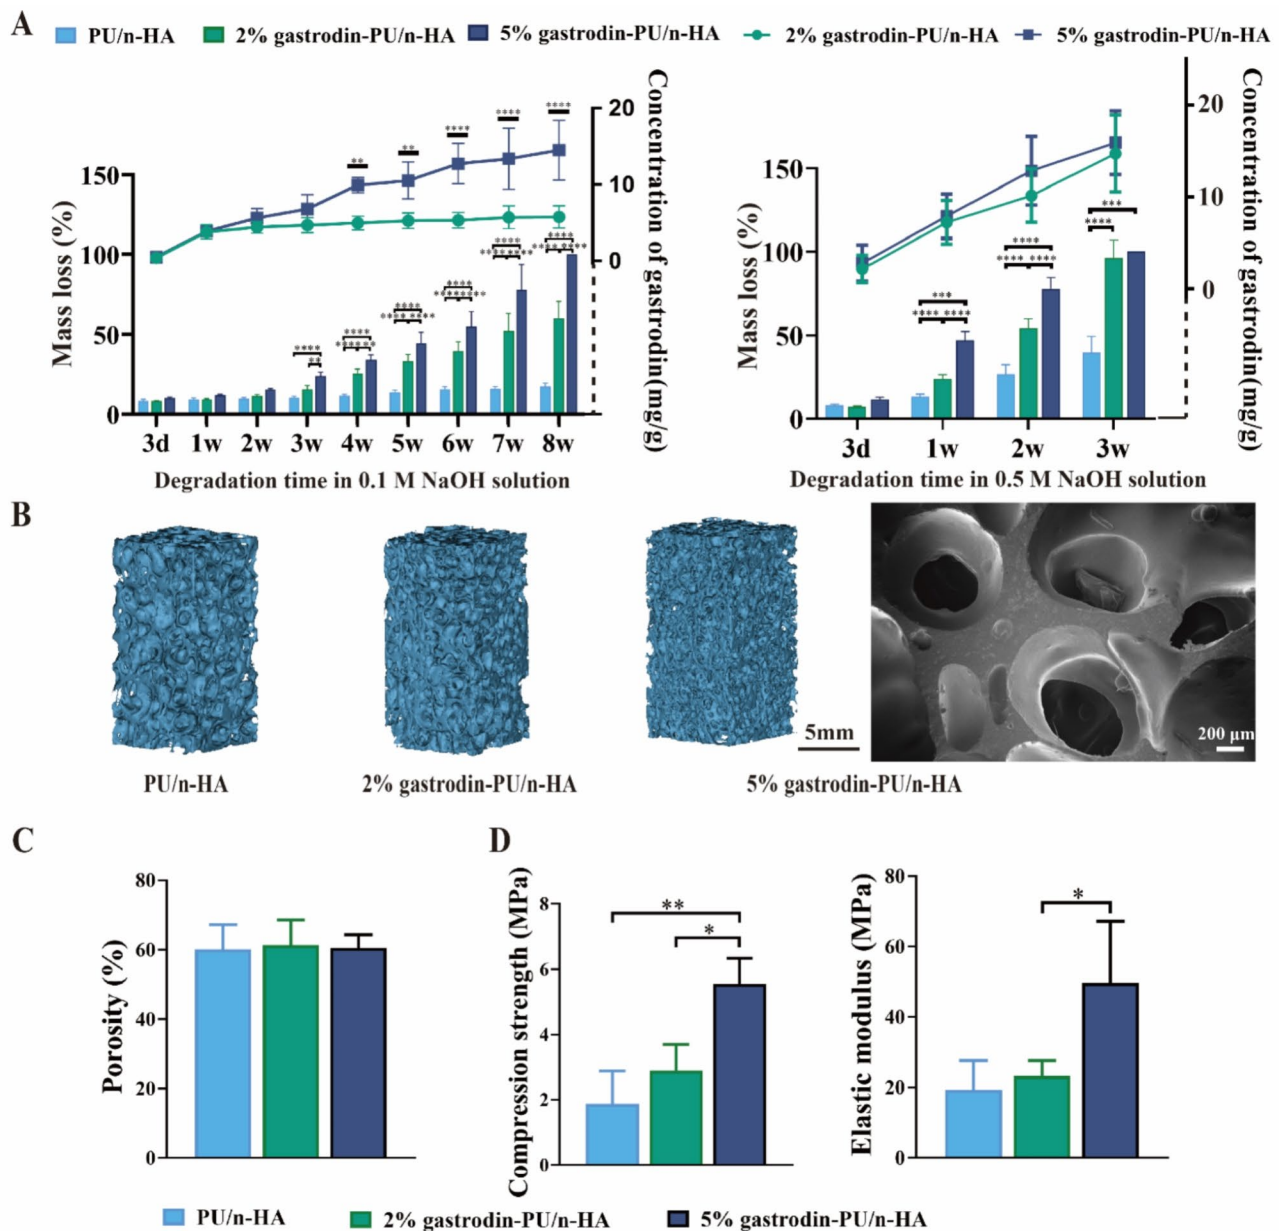 A
PU/n-HA 2% gastrodin-PU/n-HA 5% gastrodin-PU/n-HA 2% gastrodin-PU/n-HA 5% gastrodin-PU/n-HA
Mass loss (%)
150
100
50
0
3d 1w 2w 3w 4w 5w 6w 7w 8w
Degradation time in 0.1 M NaOH solution
20
10
0
Concentration of gastrodin(mg/g)
** ** **** **** ****
**** ** **** **** **** **** ****
Mass loss (%)
150
100
50
0
3d 1w 2w 3w
Degradation time in 0.5 M NaOH solution
20
10
0
Concentration of gastrodin(mg/g)
*** **** ***
**** **** **** **** ****
B
PU/n-HA
2% gastrodin-PU/n-HA
5% gastrodin-PU/n-HA
5mm
200 µm
C
Porosity (%)
80
60
40
20
0
D
Compression strength (MPa)
8
6
4
2
0
**
*
Elastic modulus (MPa)
80
60
40
20
0
*
PU/n-HA 2% gastrodin-PU/n-HA 5% gastrodin-PU/n-HA